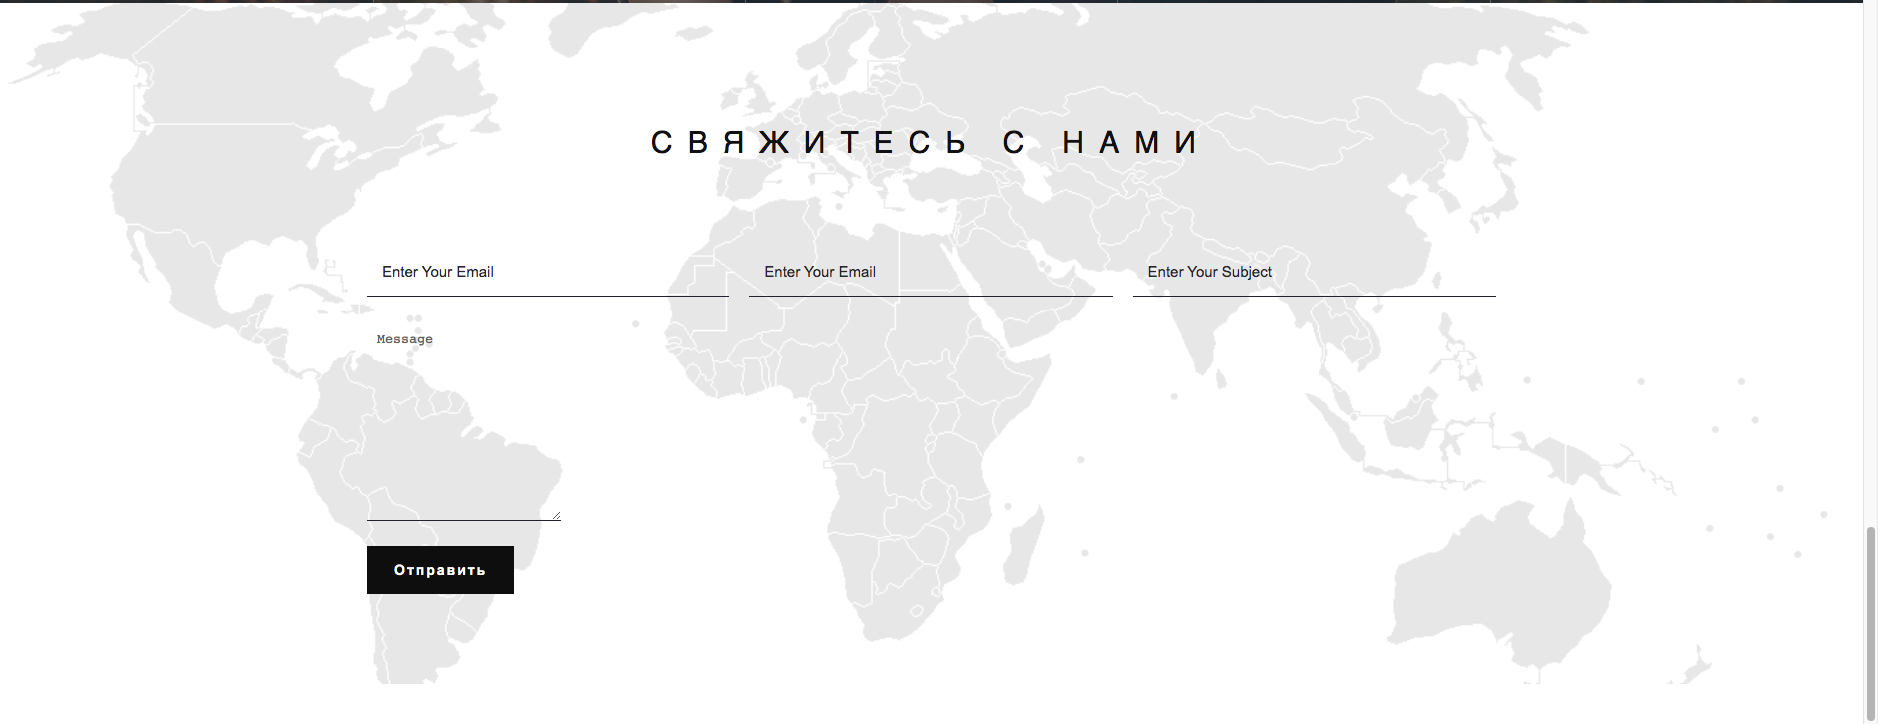 СВЯЖИТЕСЬ С НАМИ
Enter Your Email
Enter Your Email
Enter Your Subject
Message
Отправить